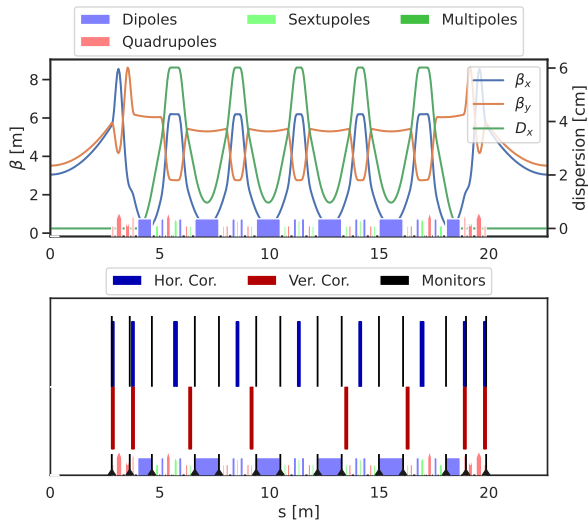 Dipoles Sextupoles Multipoles
Quadrupoles
8
6
4
2
0
β [m]
6
4
2
0
dispersion [cm]
βx
βy
Dx
0 5 10 15 20
Hor. Cor. Ver. Cor. Monitors
0 5 10 15 20
s [m]